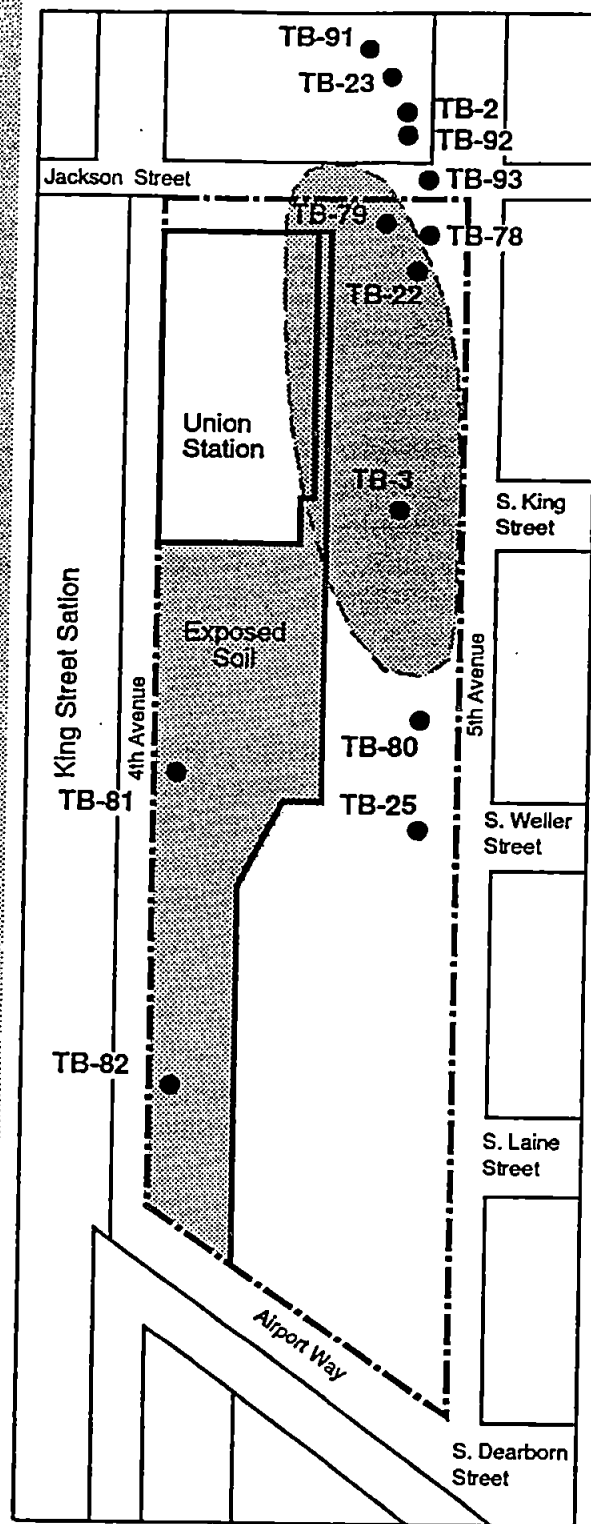 TB-91
TB-23
TB-2
TB-92
Jackson Street
TB-93
TB-79
TB-78
TB-22
Union
Station
TB-3
S. King
Street
Exposed
Soil
King Street Sation
4th Avenue
5th Avenue
TB-80
TB-81
TB-25
S. Weller
Street
TB-82
S. Laine
Street
Airport Way
S. Dearborn
Street